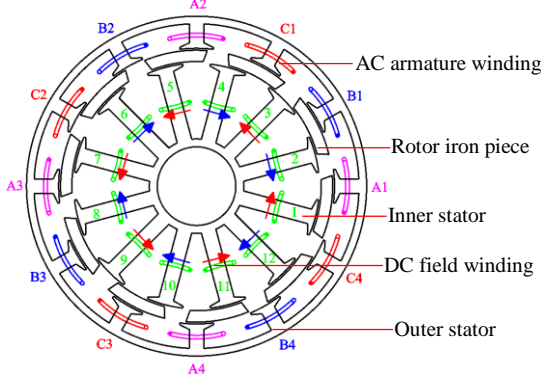 A2
B2
C1
AC armature winding
C2
B1
5
4
6
3
Rotor iron piece
7
2
A3
A1
8
1
Inner stator
9
12
B3
C4
DC field winding
10
11
C3
B4
Outer stator
A4